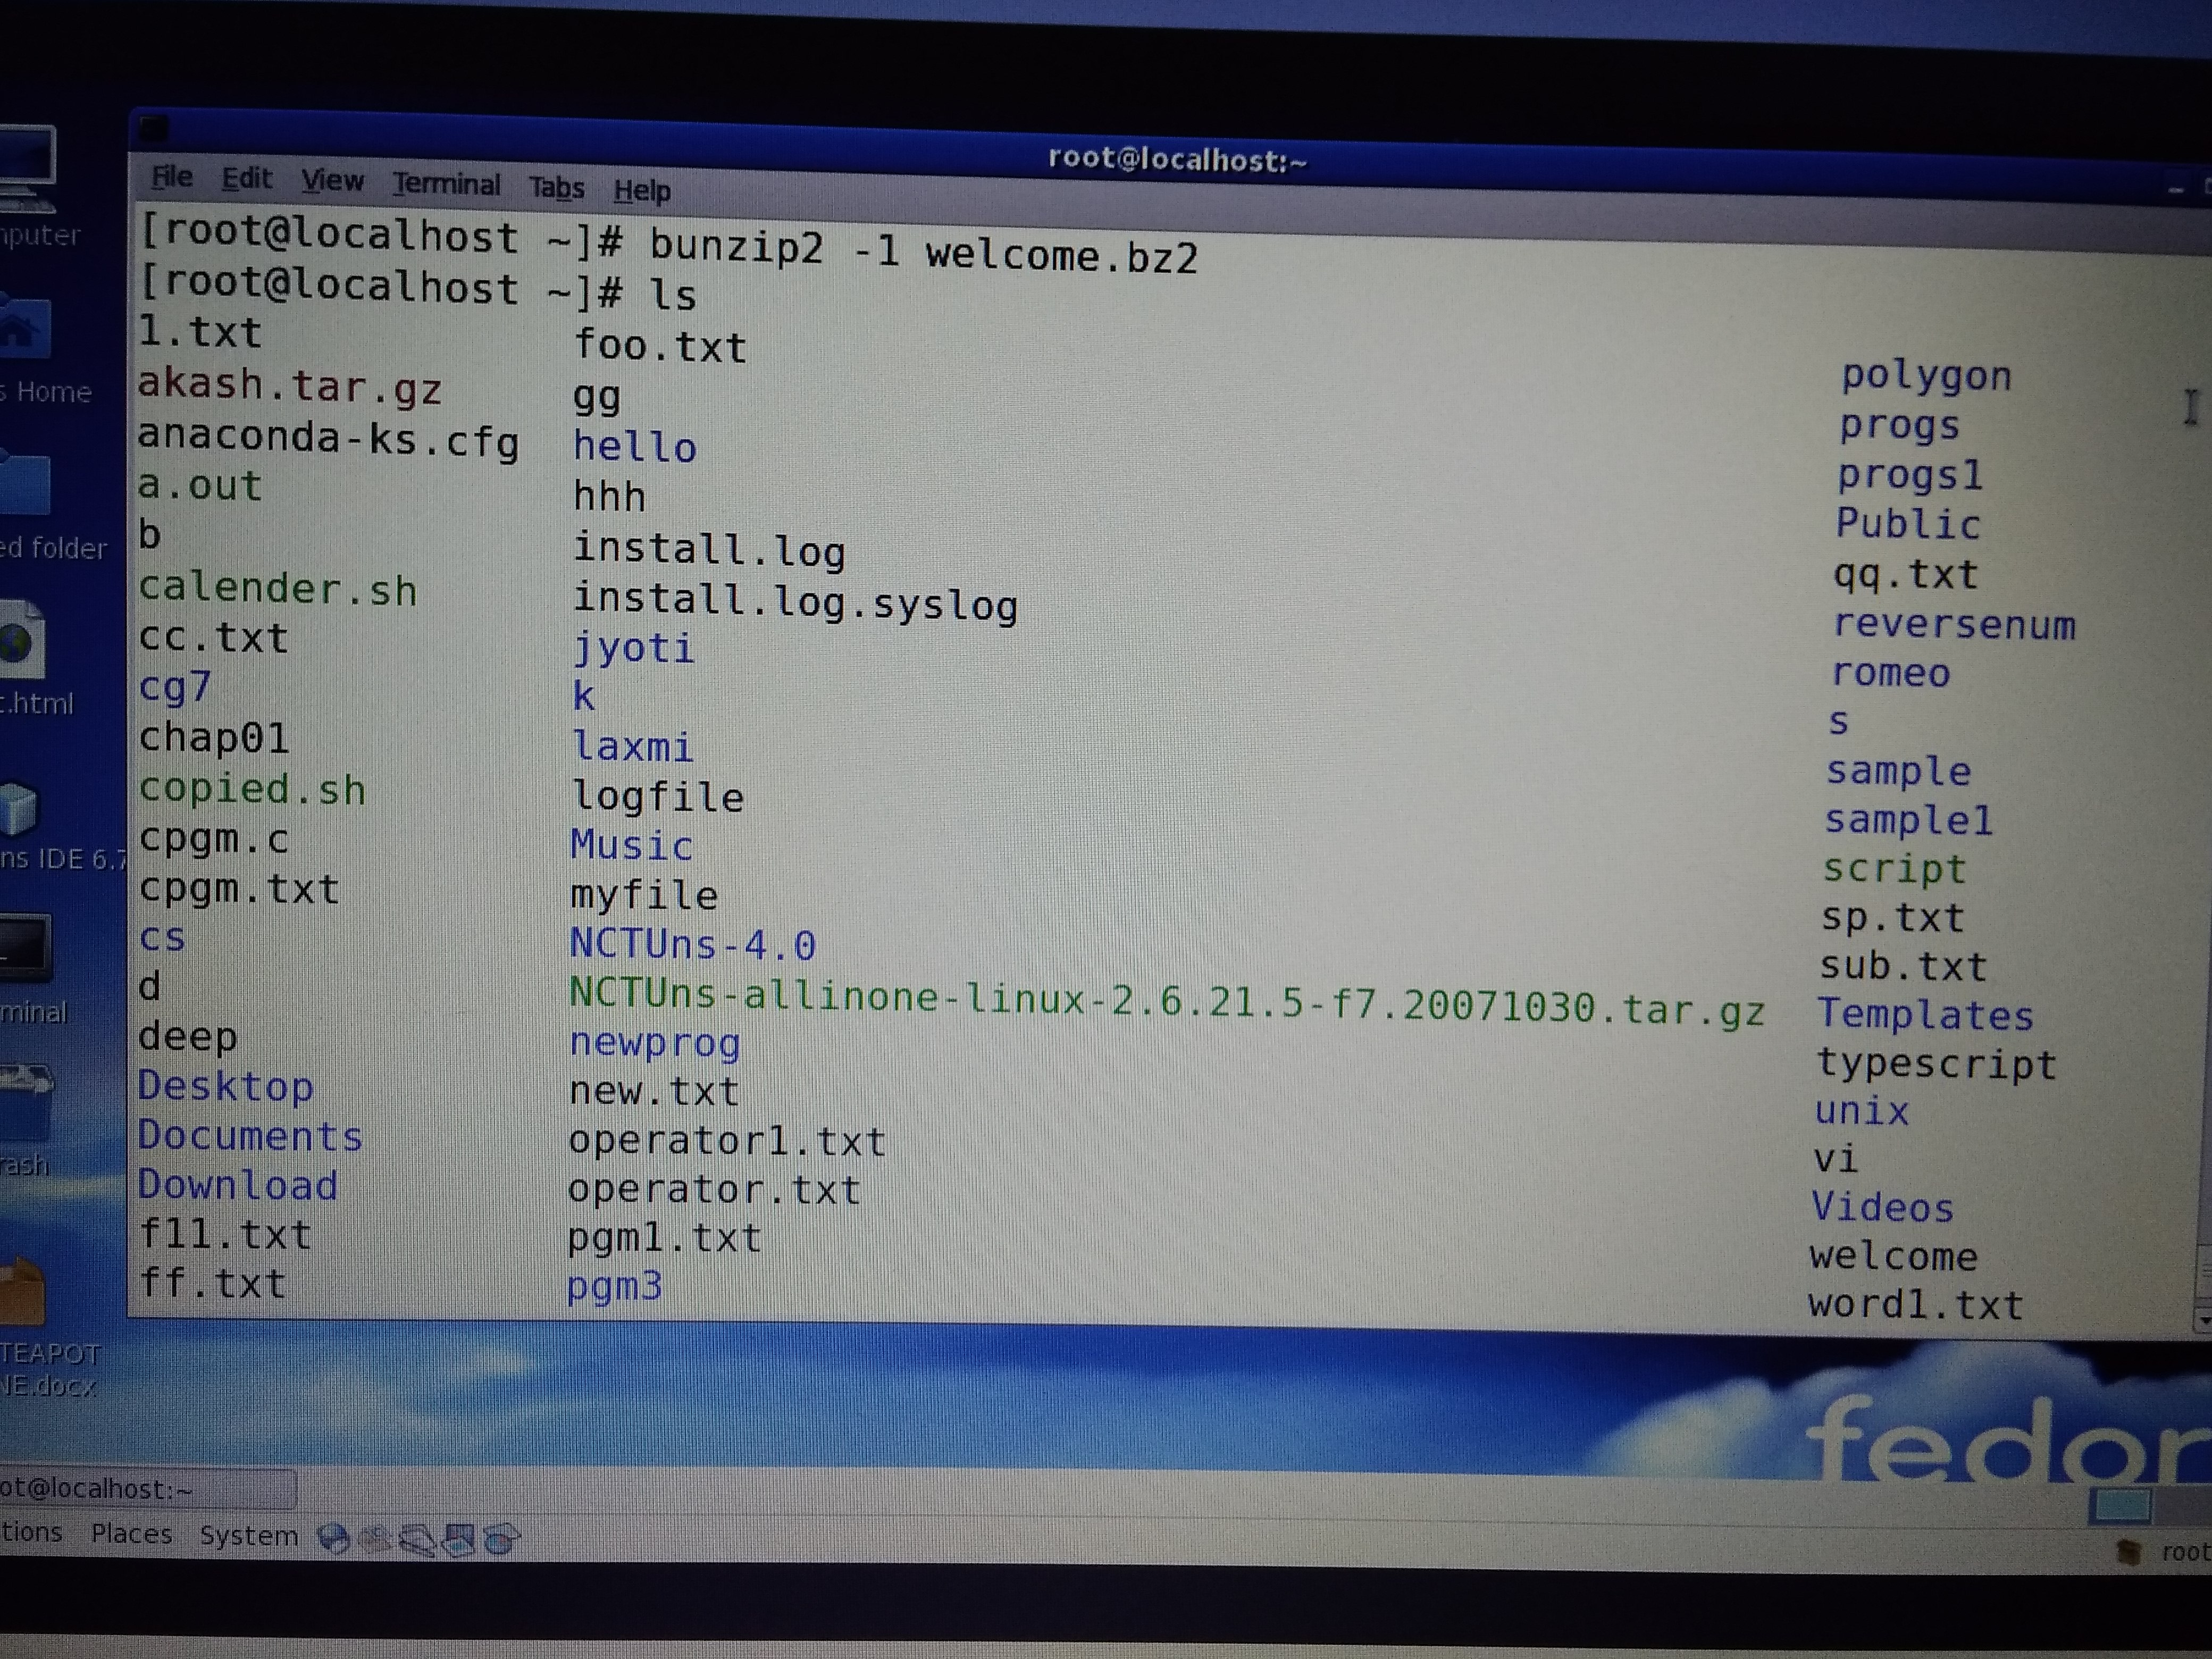 root@localhost:~
File Edit View Terminal Tabs Help
[root@localhost ~]# bunzip2 -1 welcome.bz2
[root@localhost ~]# ls
1.txt foo.txt polygon
akash.tar.gz gg progs
anaconda-ks.cfg hello progs1
a.out hhh Public
b install.log qq.txt
calender.sh install.log.syslog reversenum
cc.txt jyoti romeo
cg7 k s
chap01 laxmi sample
copied.sh logfile sample1
cpgm.c Music script
cpgm.txt myfile sp.txt
cs NCTUns-4.0 sub.txt
d NCTUns-allinone-linux-2.6.21.5-f7.20071030.tar.gz Templates
deep newprog typescript
Desktop new.txt unix
Documents operator1.txt vi
Download operator.txt Videos
f11.txt pgm1.txt welcome
ff.txt pgm3 word1.txt
nputer
s Home
ed folder
.html
ns IDE 6.7
minal
rash
TEAPOT
NE.docx
fedor
ot@localhost:~
tions Places System
root